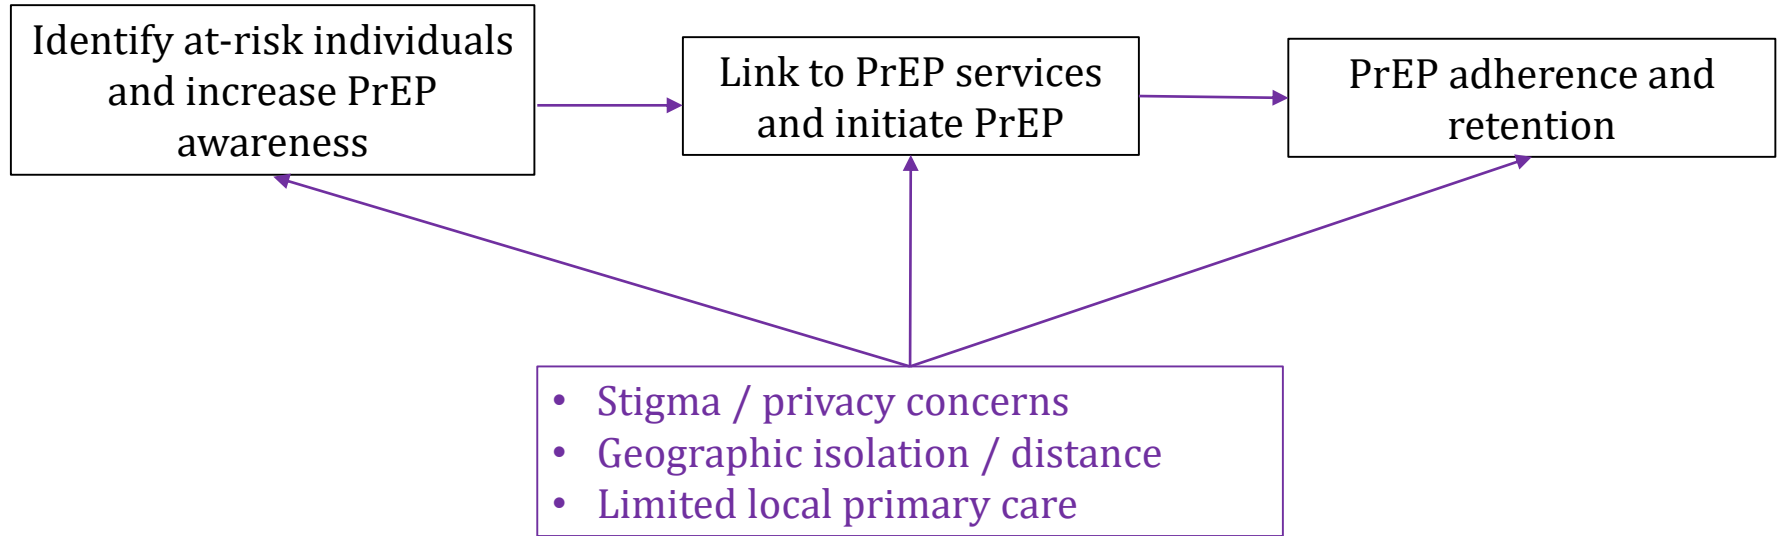 Identify at-risk individuals
and increase PrEP
awareness
Link to PrEP services
and initiate PrEP
PrEP adherence and
retention
• Stigma / privacy concerns
• Geographic isolation / distance
• Limited local primary care